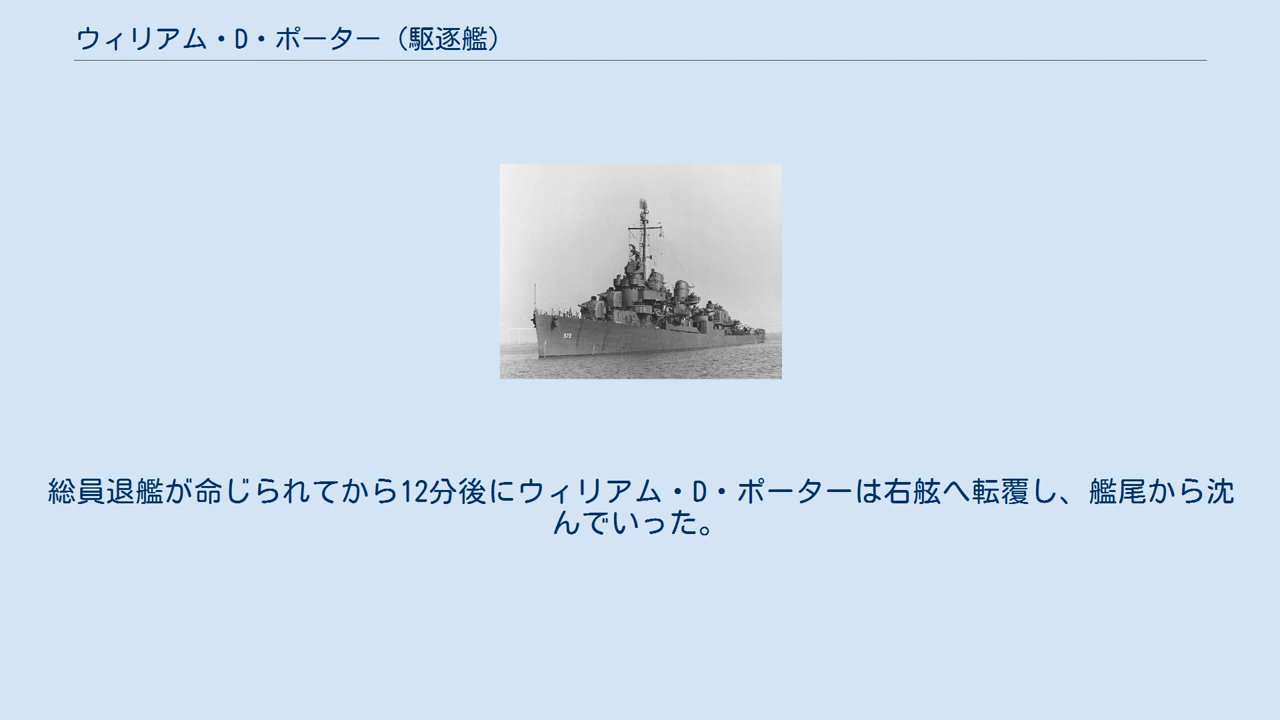 ウィリアム・D・ポーター（駆逐艦）
総員退艦が命じられてから12分後にウィリアム・D・ポーターは右舷へ転覆し、艦尾から沈
んでいった。